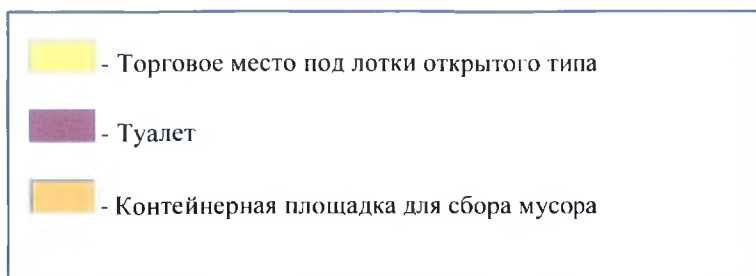 - Торговое место под лотки открытого типа
- Туалет
- Контейнерная площадка для сбора мусора